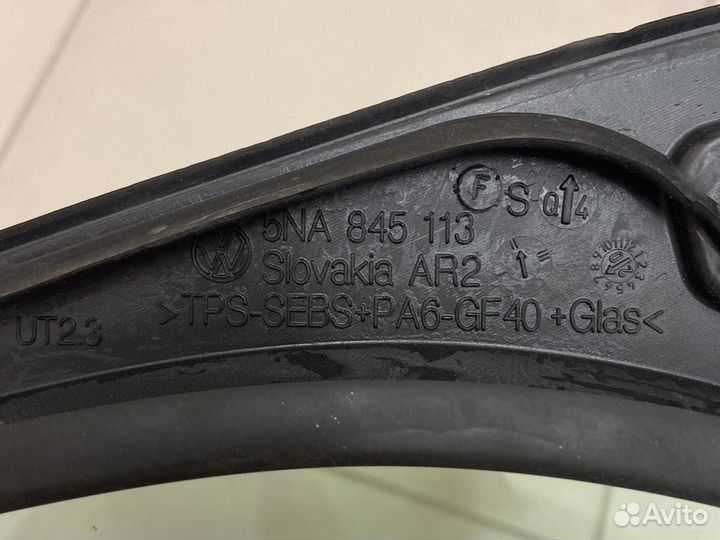 F S Q 4
5NA 845 113
Slovakia AR2
>TPS-SEBS+PA6-GF40 +Glas<
UT2.3
Avito